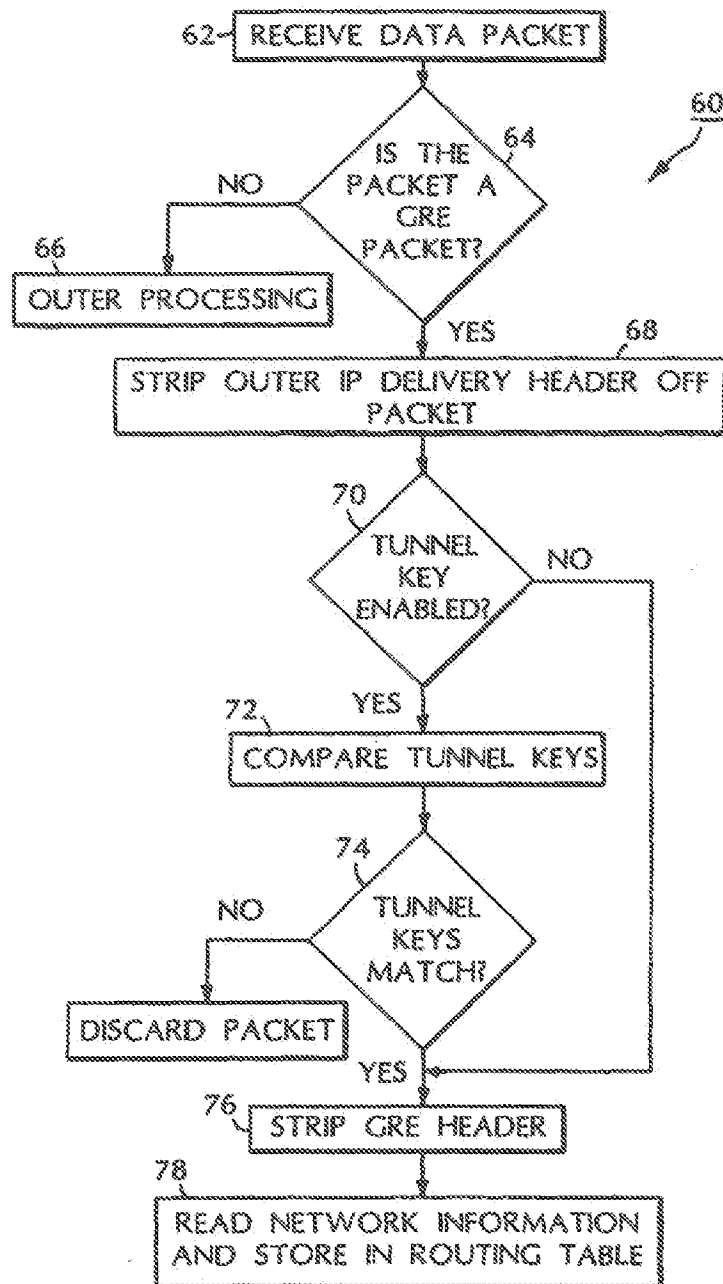 62
RECEIVE DATA PACKET
60
64
IS THE
PACKET A
GRE
PACKET?
NO
66
OUTER PROCESSING
YES
68
STRIP OUTER IP DELIVERY HEADER OFF
PACKET
70
TUNNEL
KEY
ENABLED?
NO
YES
72
COMPARE TUNNEL KEYS
74
TUNNEL
KEYS
MATCH?
NO
DISCARD PACKET
YES
76
STRIP GRE HEADER
78
READ NETWORK INFORMATION
AND STORE IN ROUTING TABLE